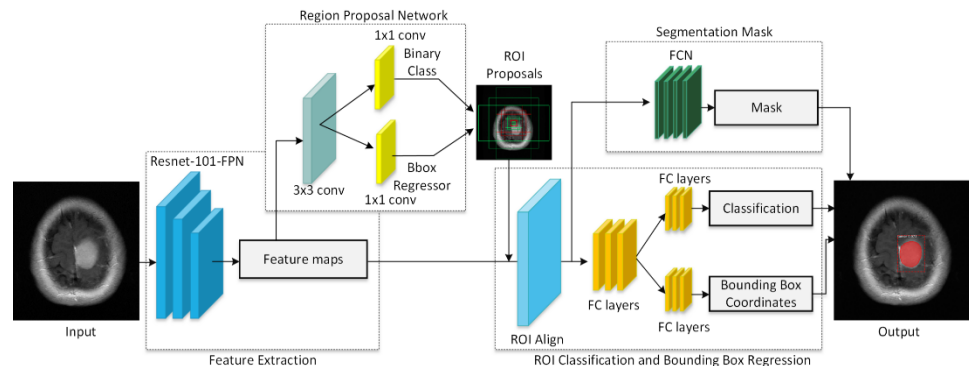 Region Proposal Network
1x1 conv
Binary
Class
ROI
Proposals
Segmentation Mask
FCN
Mask
Resnet-101-FPN
3x3 conv
Bbox
Regressor
1x1 conv
Feature maps
FC layers
Classification
FC layers
FC layers
Bounding Box
Coordinates
ROI Align
Input
Output
Feature Extraction
ROI Classification and Bounding Box Regression